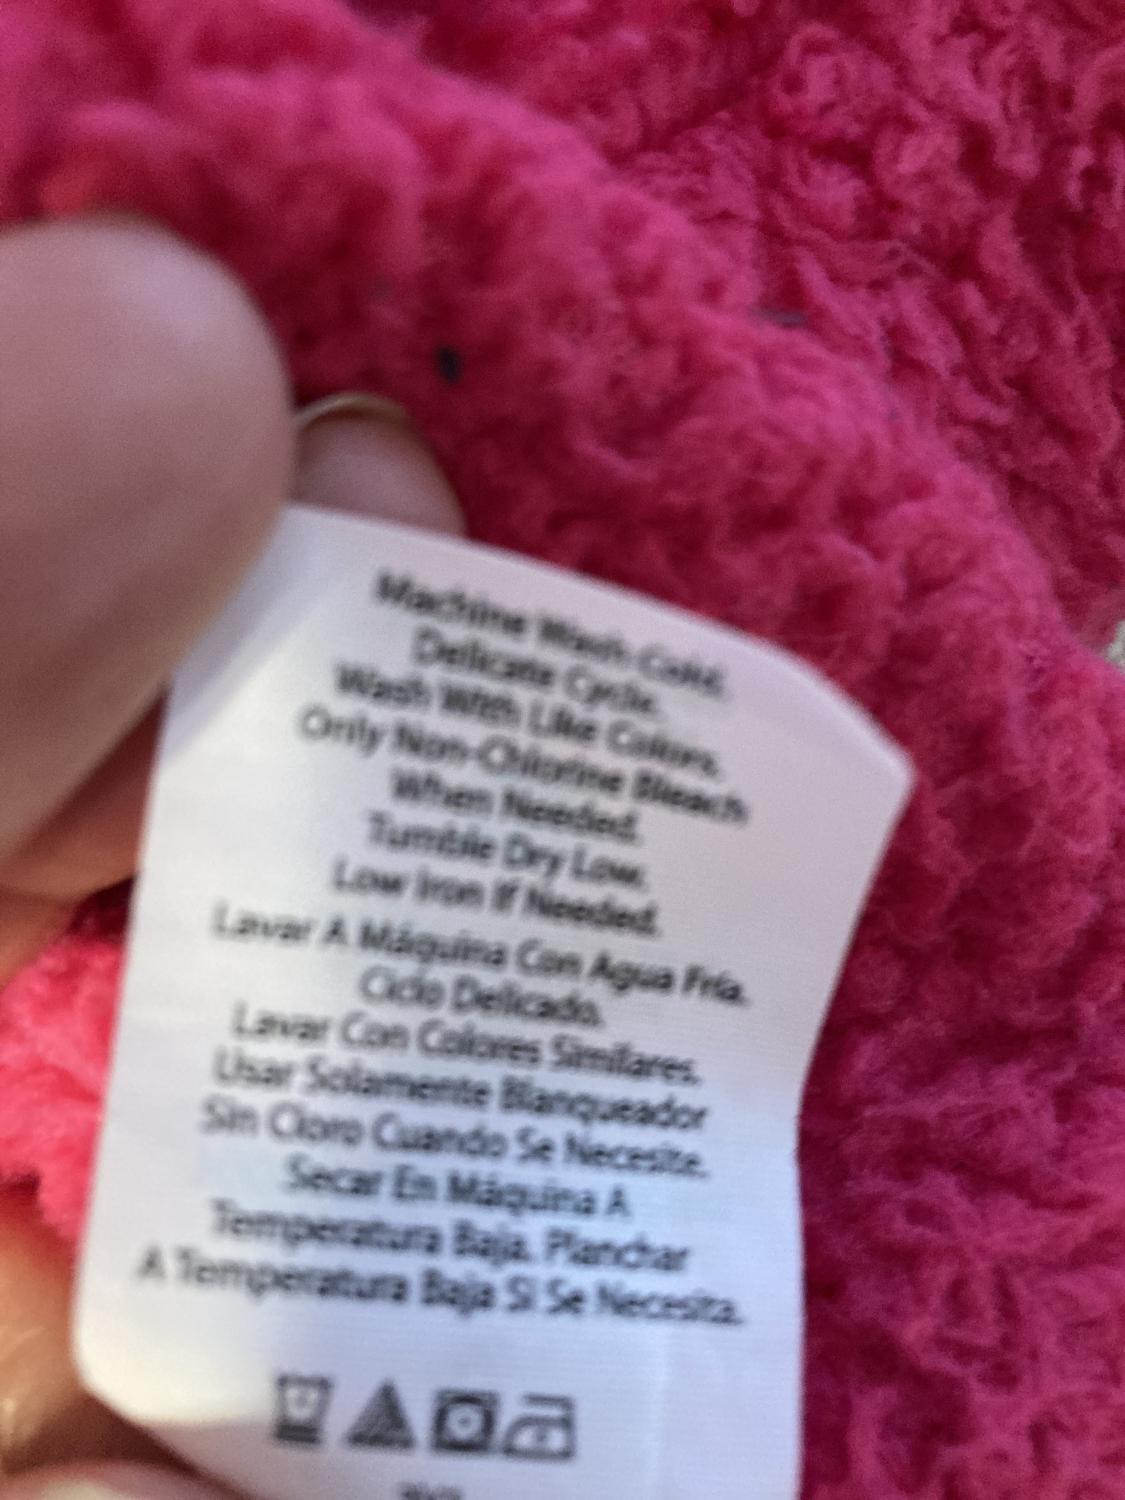 Machine Wash Cold.
Delicate Cycle.
Wash With Like Colors.
Only Non-Chlorine Bleach
When Needed.
Tumble Dry Low.
Low Iron If Needed.
Lavar A Máquina Con Agua Fría.
Ciclo Delicado.
Lavar Con Colores Similares.
Usar Solamente Blanqueador
Sin Cloro Cuando Se Necesite.
Secar En Máquina A
Temperatura Baja. Planchar
A Temperatura Baja Si Se Necesita.